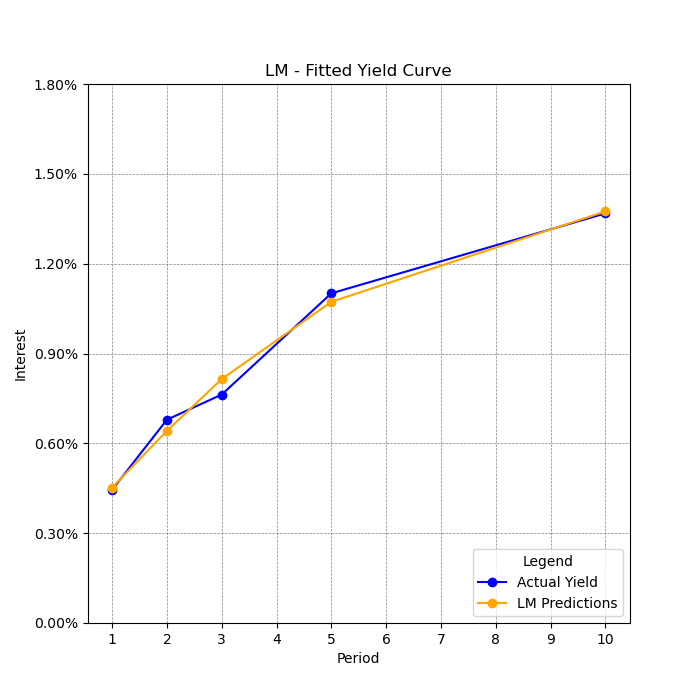 LM - Fitted Yield Curve
1.80%
1.50%
1.20%
0.90%
0.60%
0.30%
0.00%
Interest
1 2 3 4 5 6 7 8 9 10
Period
Legend
Actual Yield
LM Predictions